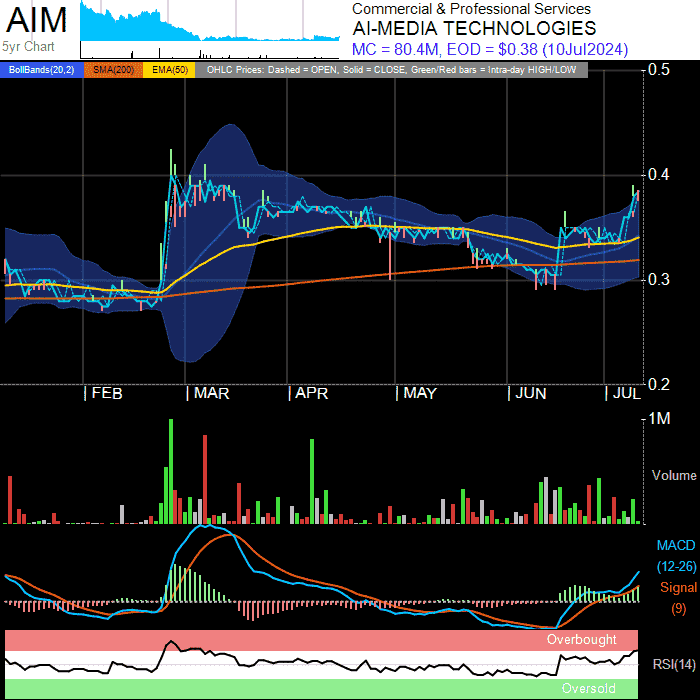 AIM
5yr Chart
Commercial & Professional Services
AI-MEDIA TECHNOLOGIES
MC = 80.4M, EOD = $0.38 (10Jul2024)
BollBands(20,2) SMA(200) EMA(50) OHLC Prices: Dashed = OPEN, Solid = CLOSE, Green/Red bars = Intra-day HIGH/LOW
0.5
0.4
0.3
0.2
FEB MAR APR MAY JUN JUL
1M
Volume
MACD
(12-26)
Signal
(9)
Overbought
RSI(14)
Oversold